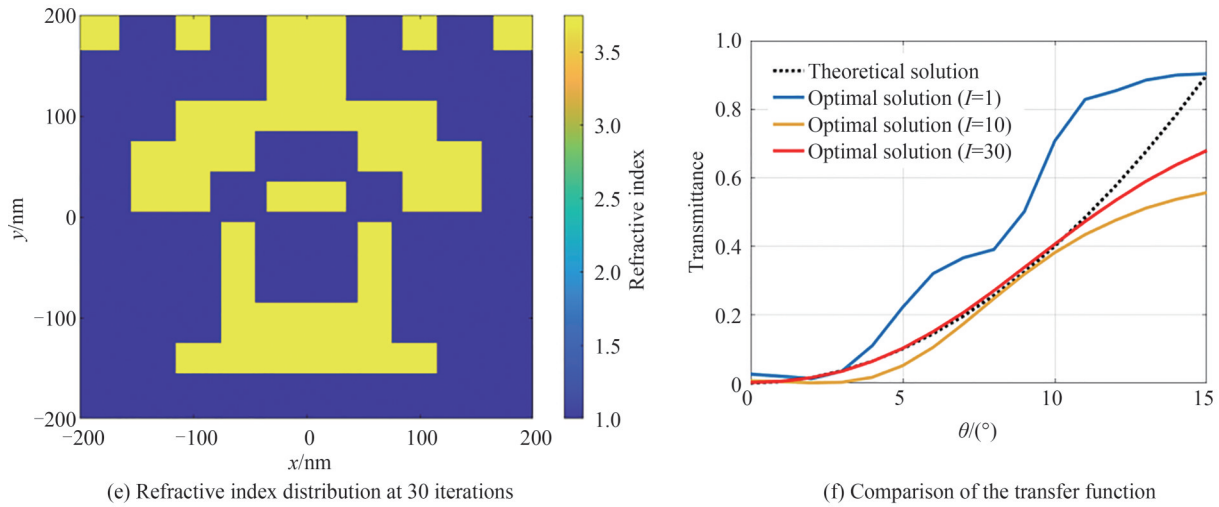 200
100
0
−100
−200
y/nm
−200
−100
0
100
200
x/nm
3.5
3.0
2.5
2.0
1.5
1.0
Refractive index
(e) Refractive index distribution at 30 iterations
1.0
0.8
0.6
0.4
0.2
0
Transmittance
Theoretical solution
Optimal solution (I=1)
Optimal solution (I=10)
Optimal solution (I=30)
0
5
10
15
θ/(°)
(f) Comparison of the transfer function